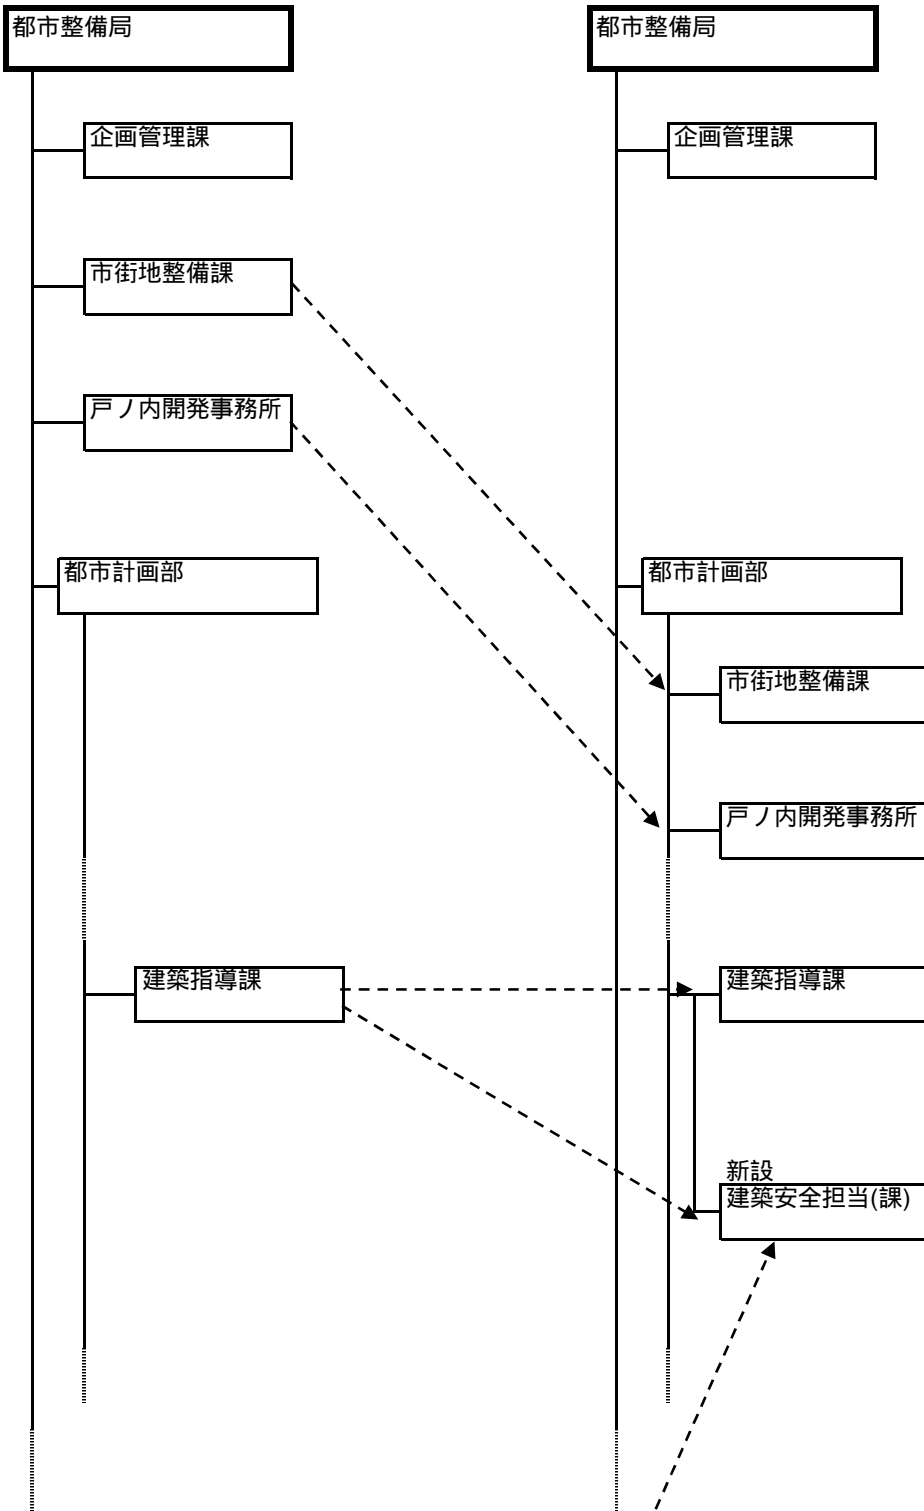 都市整備局
企画管理課
市街地整備課
戸ノ内開発事務所
都市計画部
建築指導課
都市整備局
企画管理課
都市計画部
市街地整備課
戸ノ内開発事務所
建築指導課
新設
建築安全担当(課)